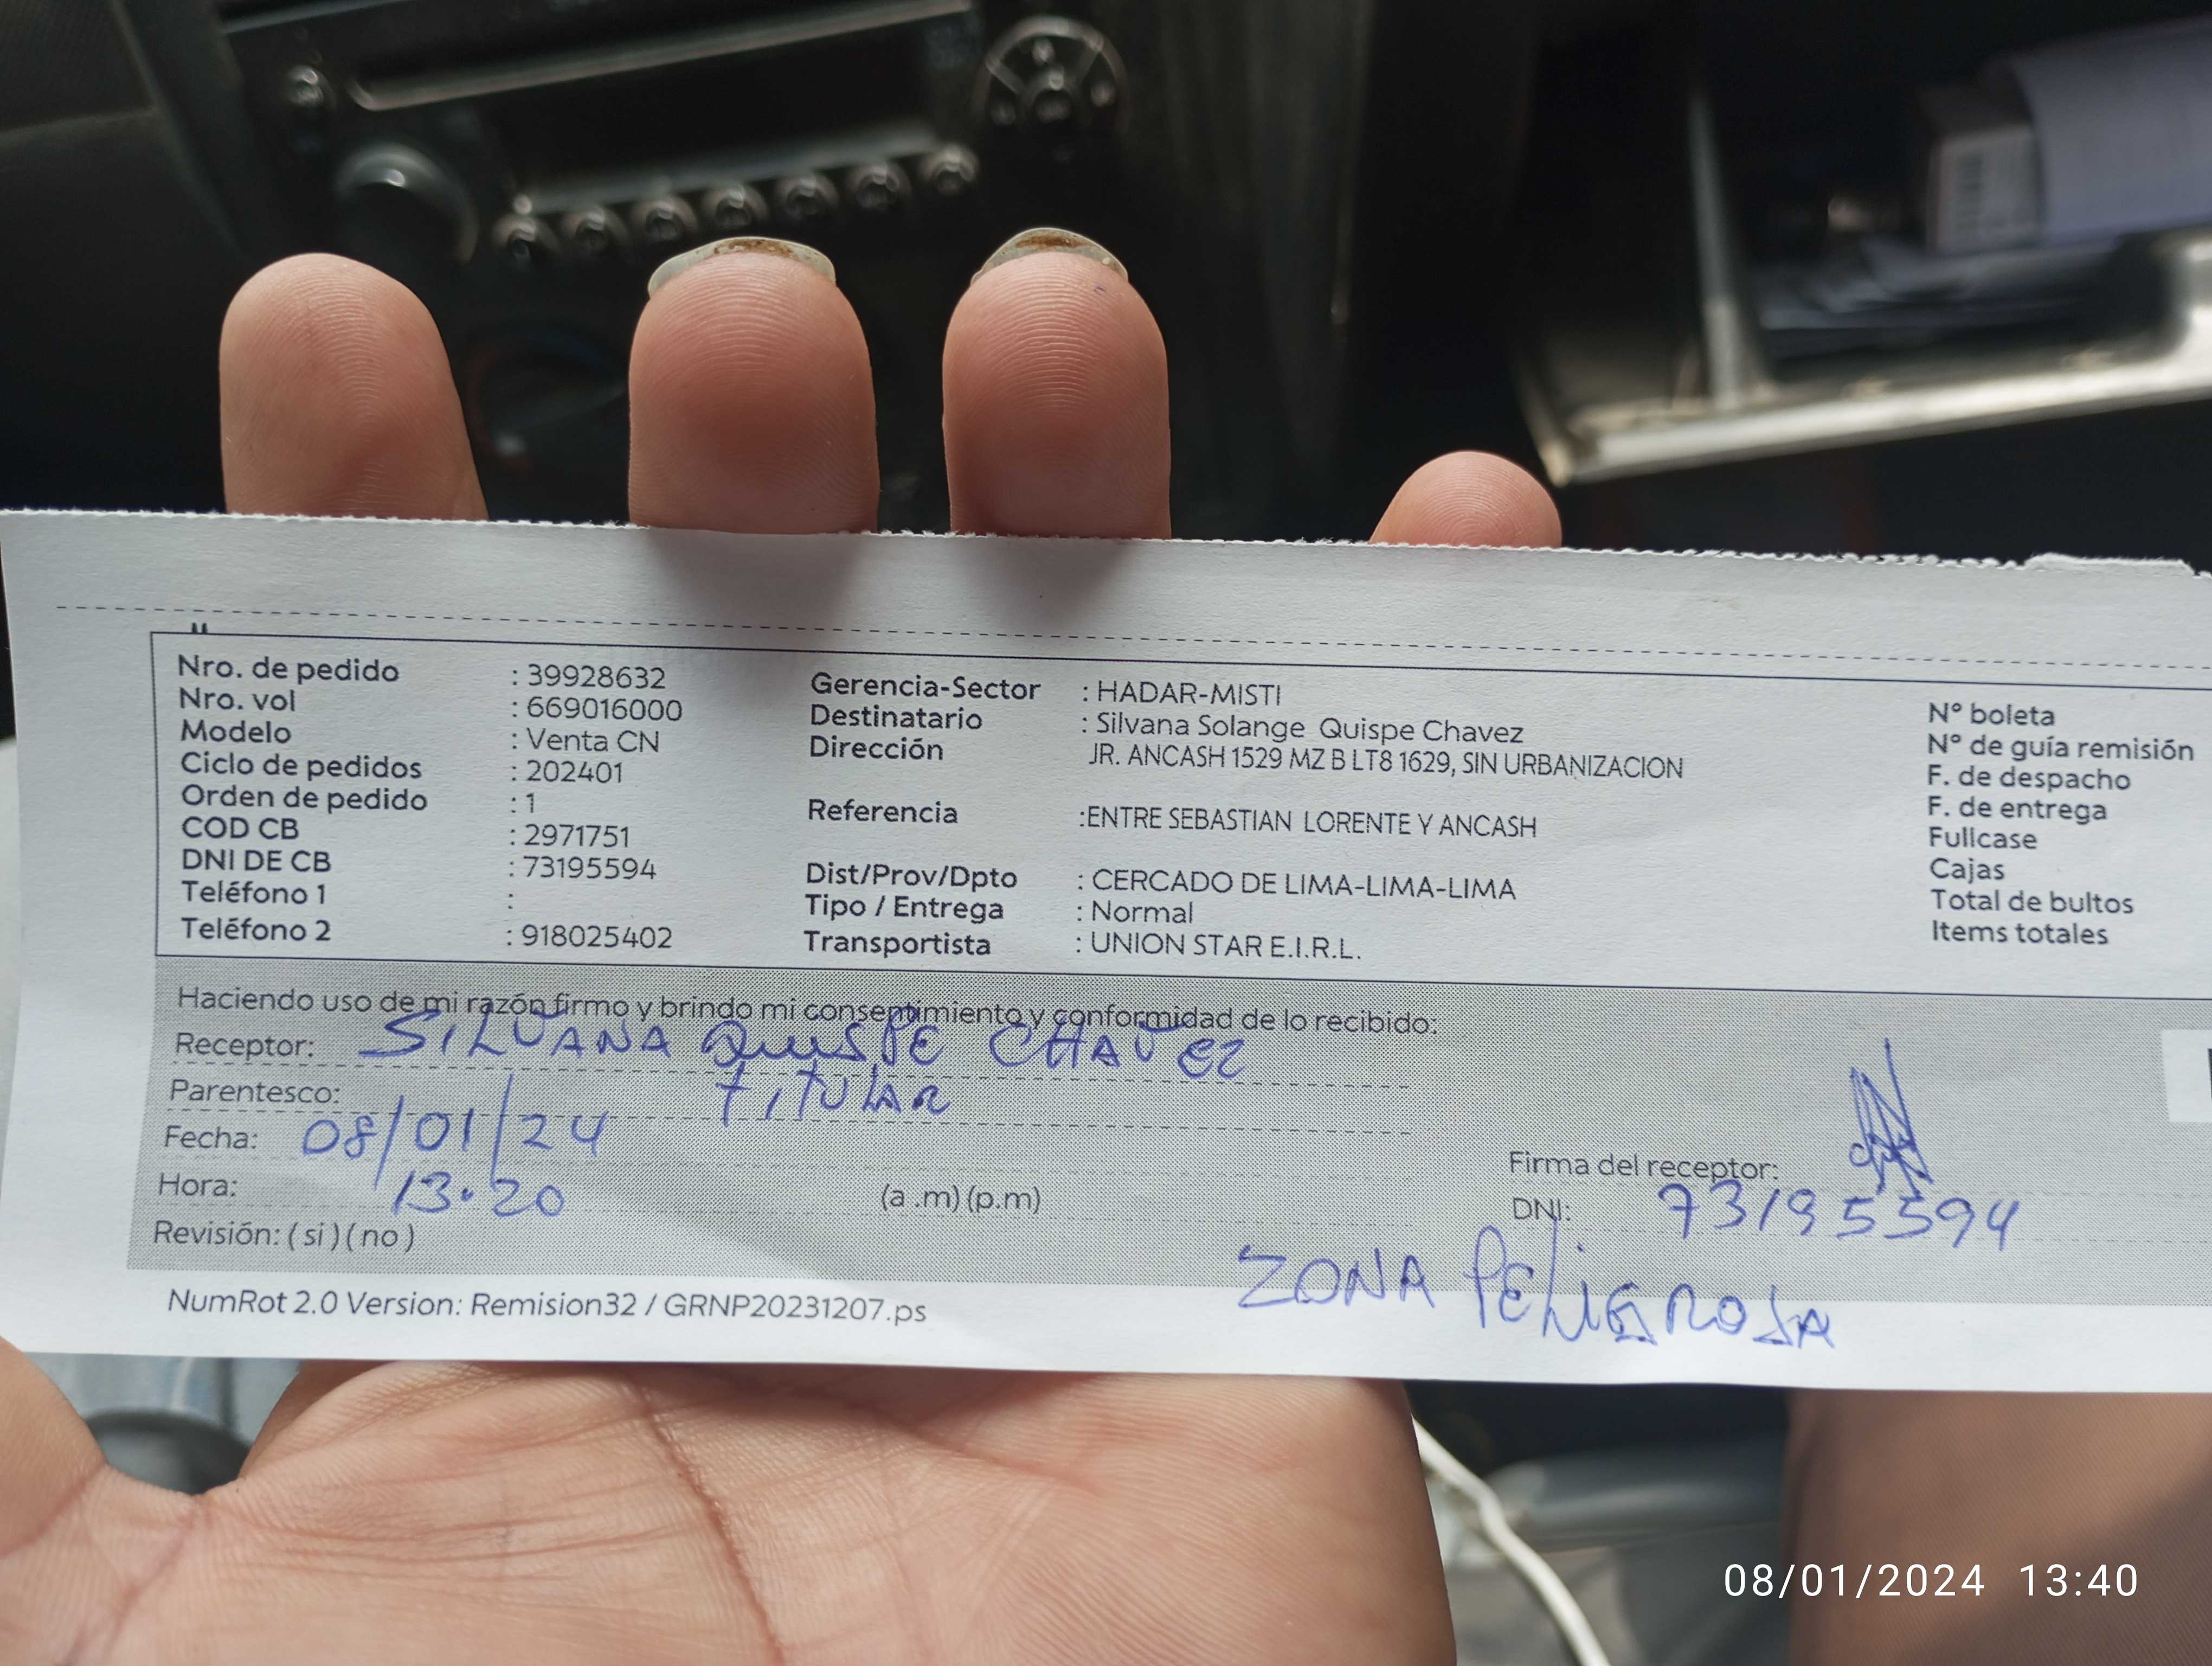 Nro. de pedido : 39928632
Nro. vol : 669016000
Modelo : Venta CN
Ciclo de pedidos : 202401
Orden de pedido : 1
COD CB : 2971751
DNI DE CB : 73195594
Teléfono 1 :
Teléfono 2 : 918025402
Gerencia-Sector : HADAR-MISTI
Destinatario : Silvana Solange Quispe Chavez
Dirección JR. ANCASH 1529 MZ B LT8 1629, SIN URBANIZACION
Referencia :ENTRE SEBASTIAN LORENTE Y ANCASH
Dist/Prov/Dpto : CERCADO DE LIMA-LIMA-LIMA
Tipo / Entrega : Normal
Transportista : UNION STAR E.I.R.L.
N° boleta
N° de guía remisión
F. de despacho
F. de entrega
Fullcase
Cajas
Total de bultos
Items totales
Haciendo uso de mi razón firmo y brindo mi consentimiento y conformidad de lo recibido:
Receptor: SILVANA QUISPE CHAVEZ
Parentesco: TITULAR
Fecha: 08/01/24
Hora: 13.20 (a .m) (p.m)
Revisión: ( si ) ( no )
Firma del receptor:
DNI: 73195594
ZONA PELIGROSA
NumRot 2.0 Version: Remision32 / GRNP20231207.ps
08/01/2024 13:40